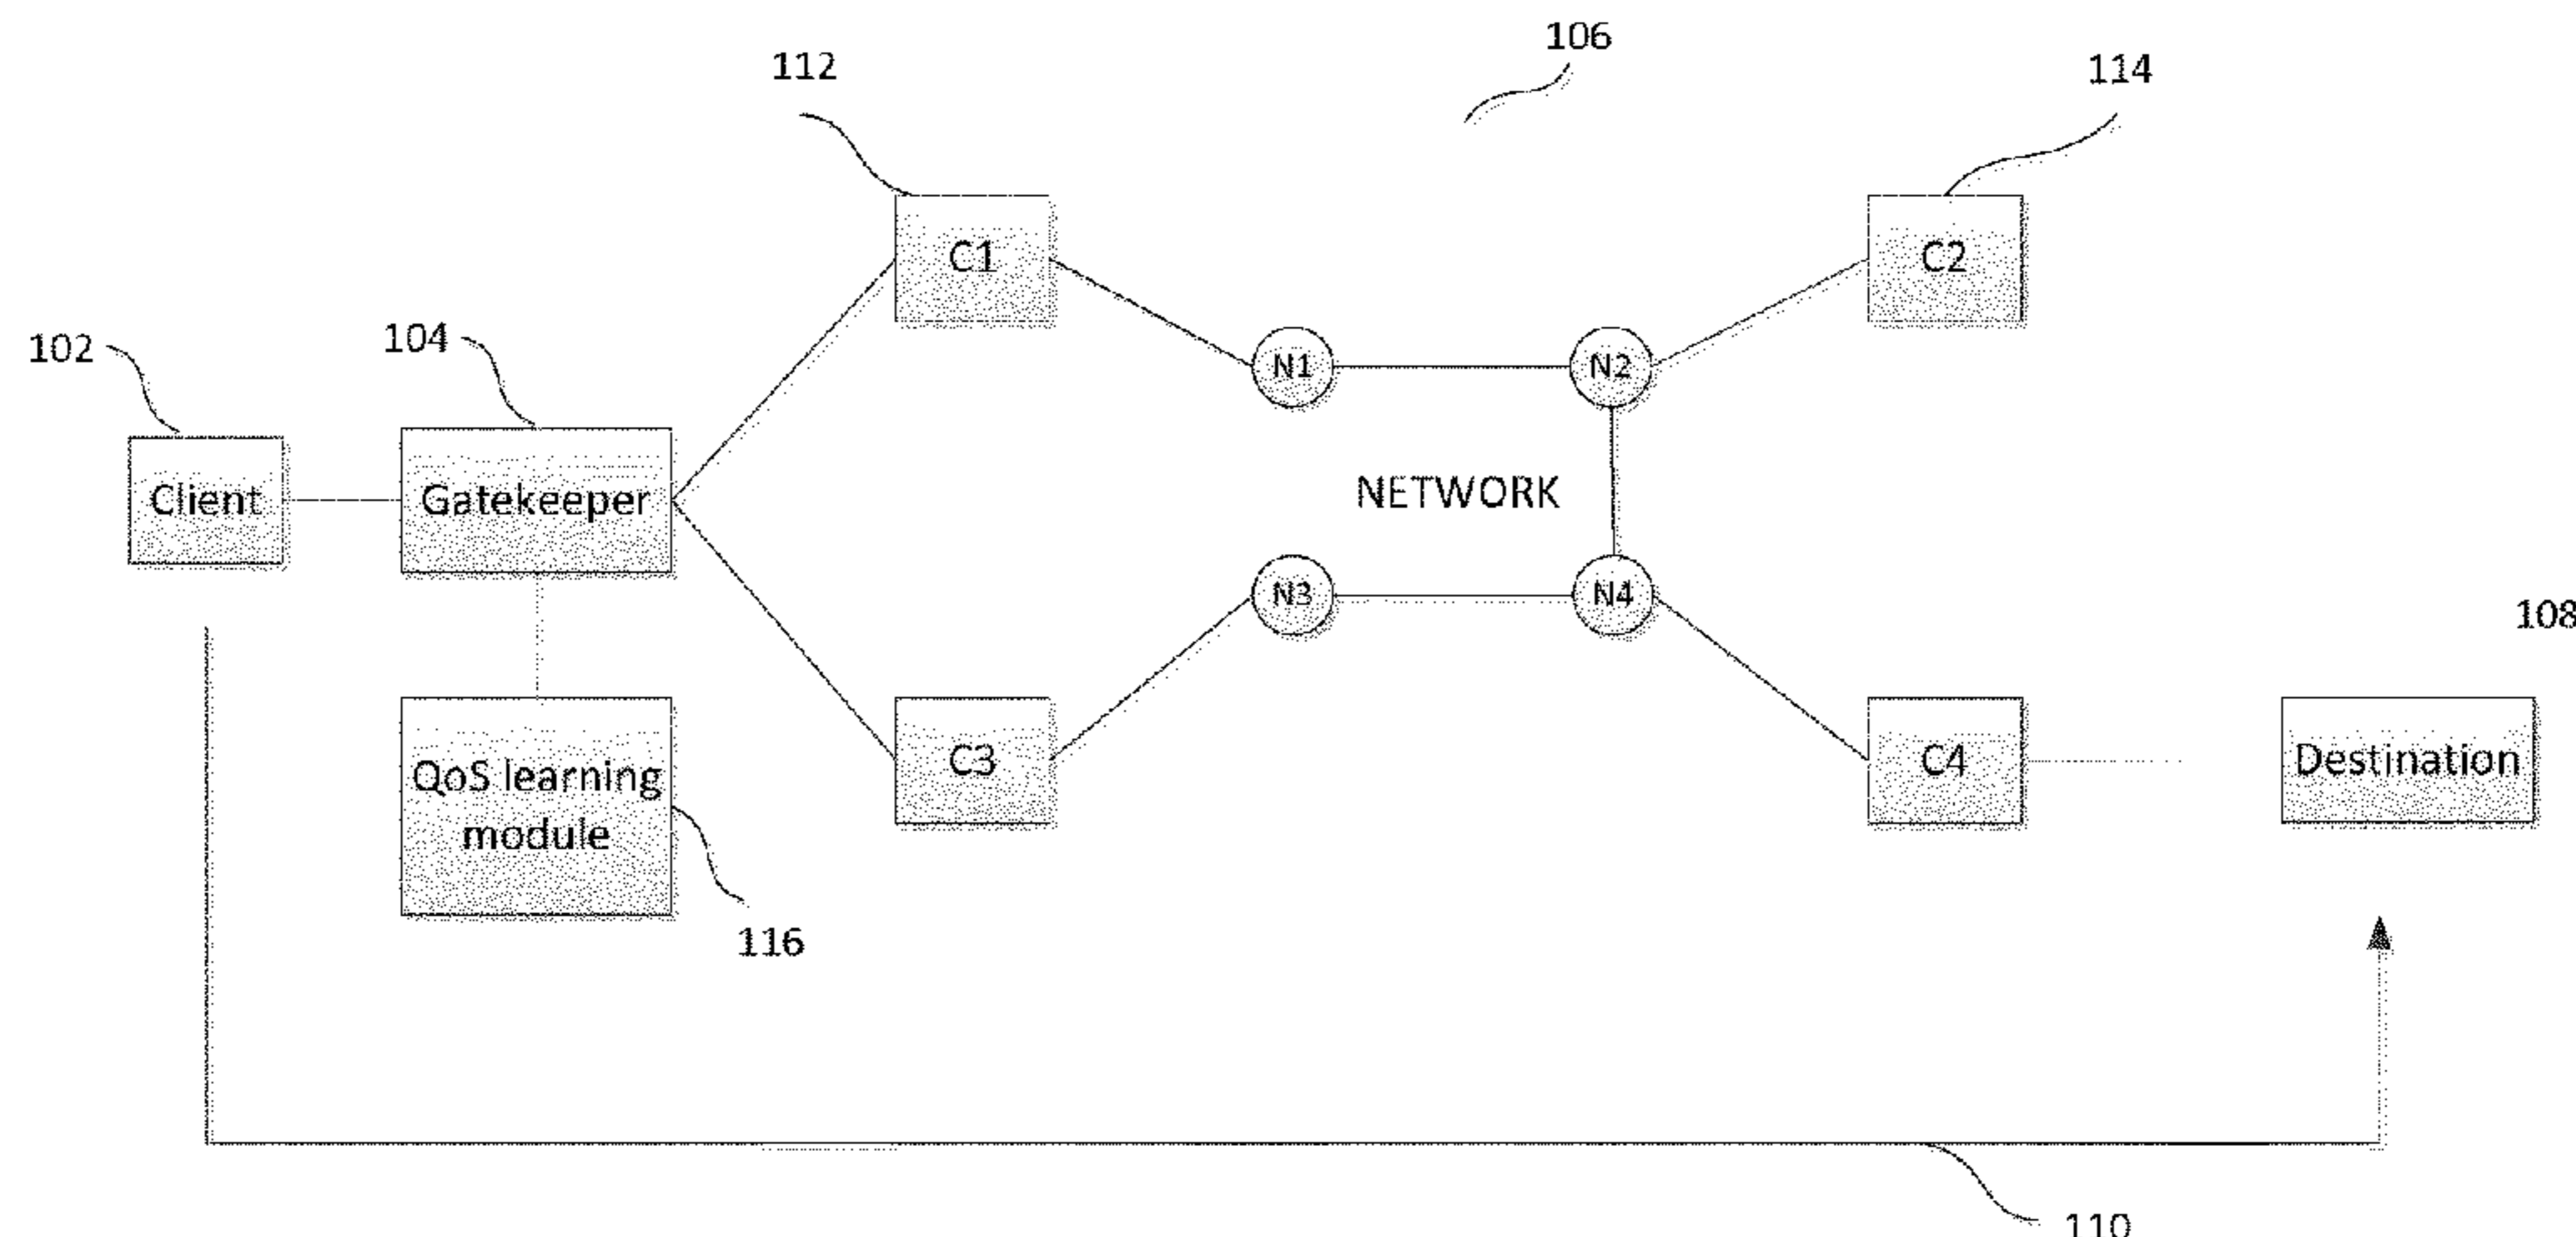 106
112
114
C1
C2
102
104
N1
N2
Client
Gatekeeper
NETWORK
N3
N4
108
QoS learning
module
C3
C4
Destination
116
110